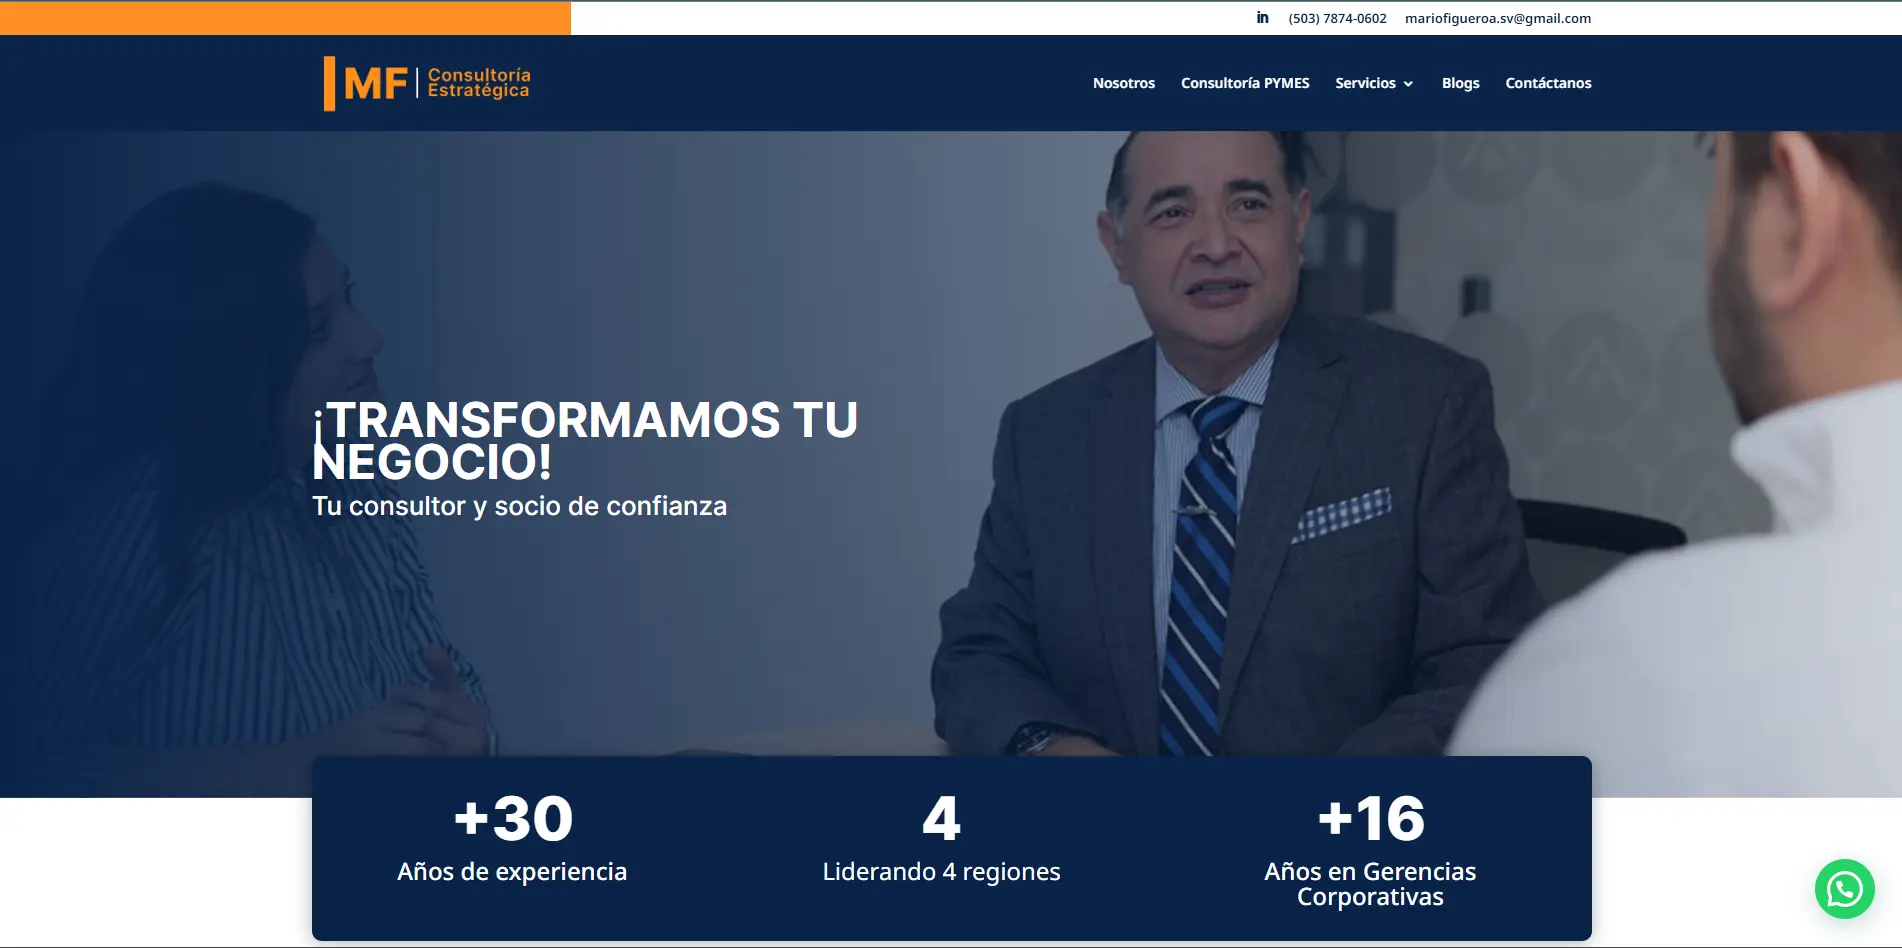 in (503) 7874-0602 mariofigueroa.sv@gmail.com
MF Consultoría
Estratégica
Nosotros Consultoría PYMES Servicios Blogs Contáctanos
¡TRANSFORMAMOS TU
NEGOCIO!
Tu consultor y socio de confianza
+30
Años de experiencia
4
Liderando 4 regiones
+16
Años en Gerencias
Corporativas